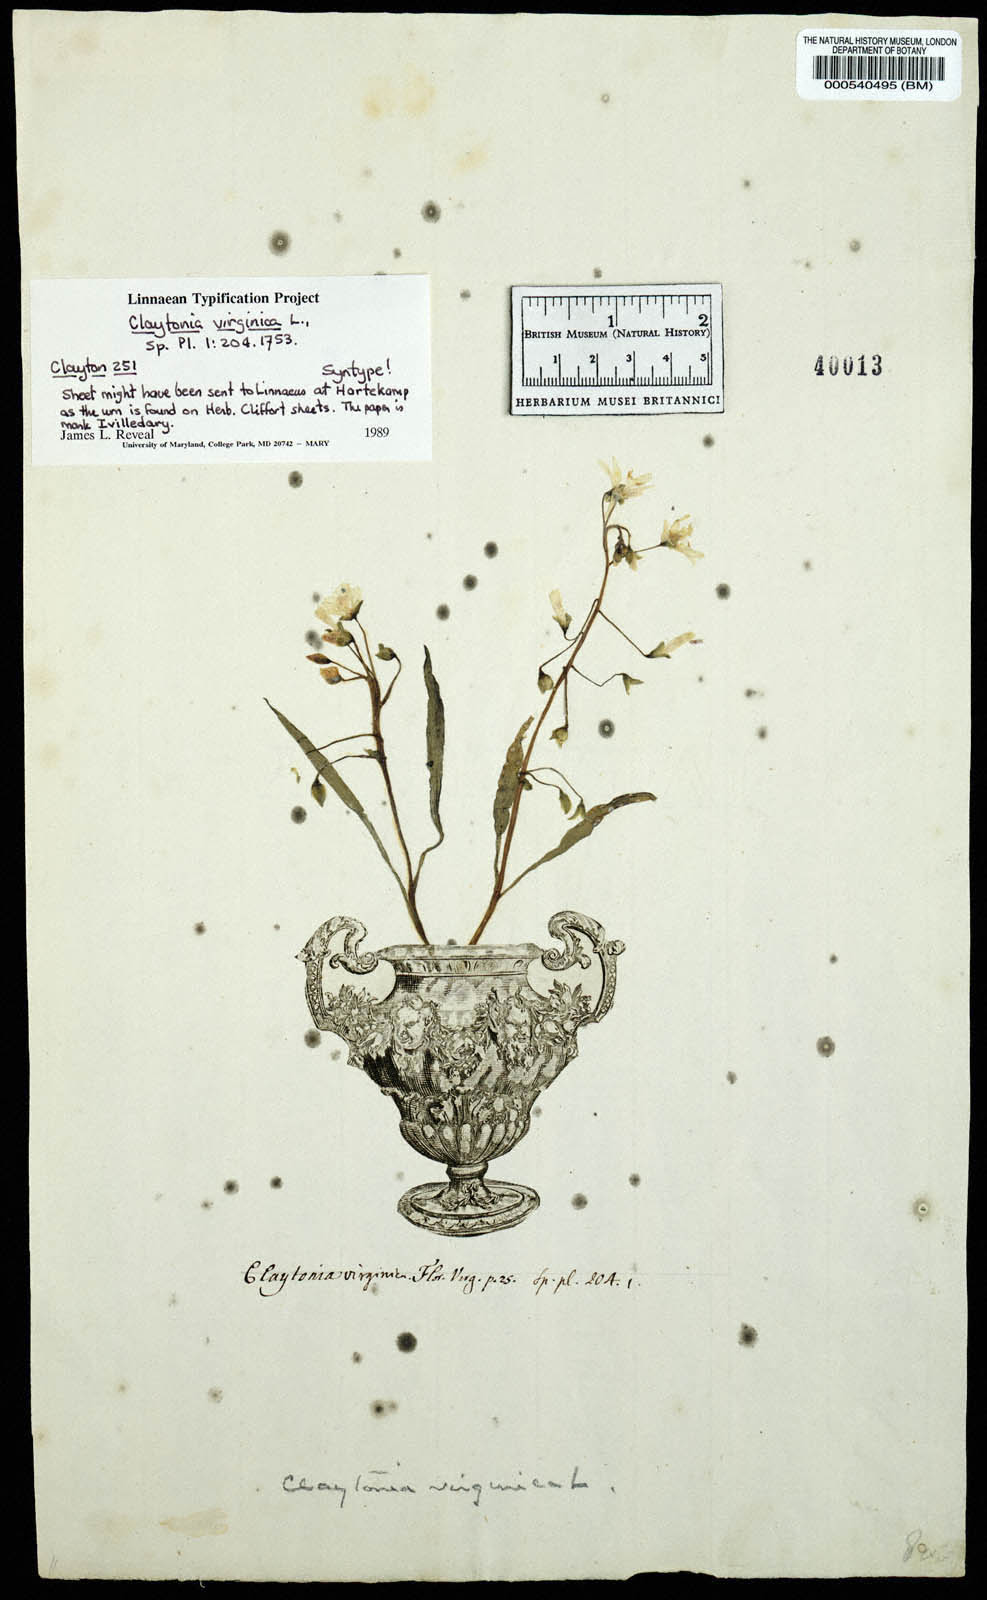 THE NATURAL HISTORY MUSEUM, LONDON
DEPARTMENT OF BOTANY
000540495 (BM)
Linnaean Typification Project
Claytonia virginica L.,
Sp. Pl. 1: 204. 1753.
Clayton 251
Syntype!
Sheet might have been sent to Linnaeus at Hartekamp
as the urn is found on Herb. Cliffort sheets. The paper is
mark Ivilledary.
James L. Reveal
1989
University of Maryland, College Park, MD 20742 – MARY
1 2
BRITISH MUSEUM (NATURAL HISTORY)
1 2 3 4 5
HERBARIUM MUSEI BRITANNICI
40013
Claytonia virginica. Flor. Virg. p. 25. Sp. pl. 204. 1.
Claytonia virginica L.